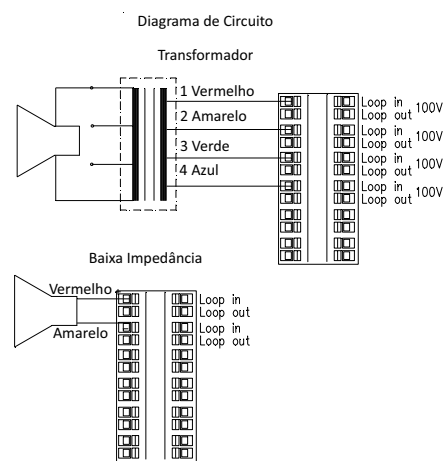 Diagrama de Circuito
Transformador
1 Vermelho
2 Amarelo
3 Verde
4 Azul
Loop in
Loop out
100V
Loop in
Loop out
100V
Loop in
Loop out
100V
Loop in
Loop out
100V
Baixa Impedância
Vermelho
Amarelo
Loop in
Loop out
Loop in
Loop out